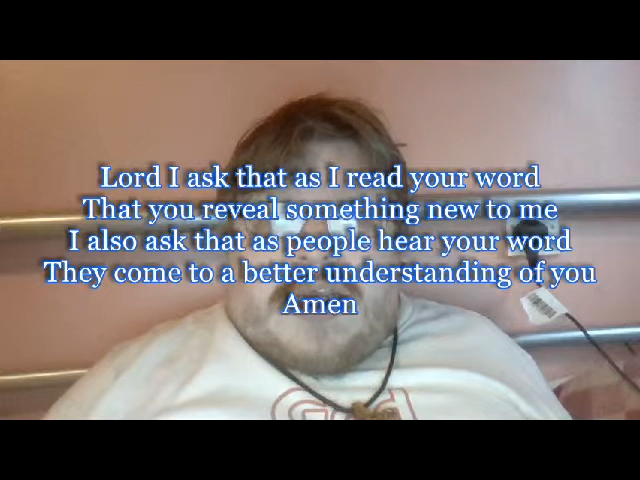 Lord I ask that as I read your word
That you reveal something new to me
I also ask that as people hear your word
They come to a better understanding of you
Amen